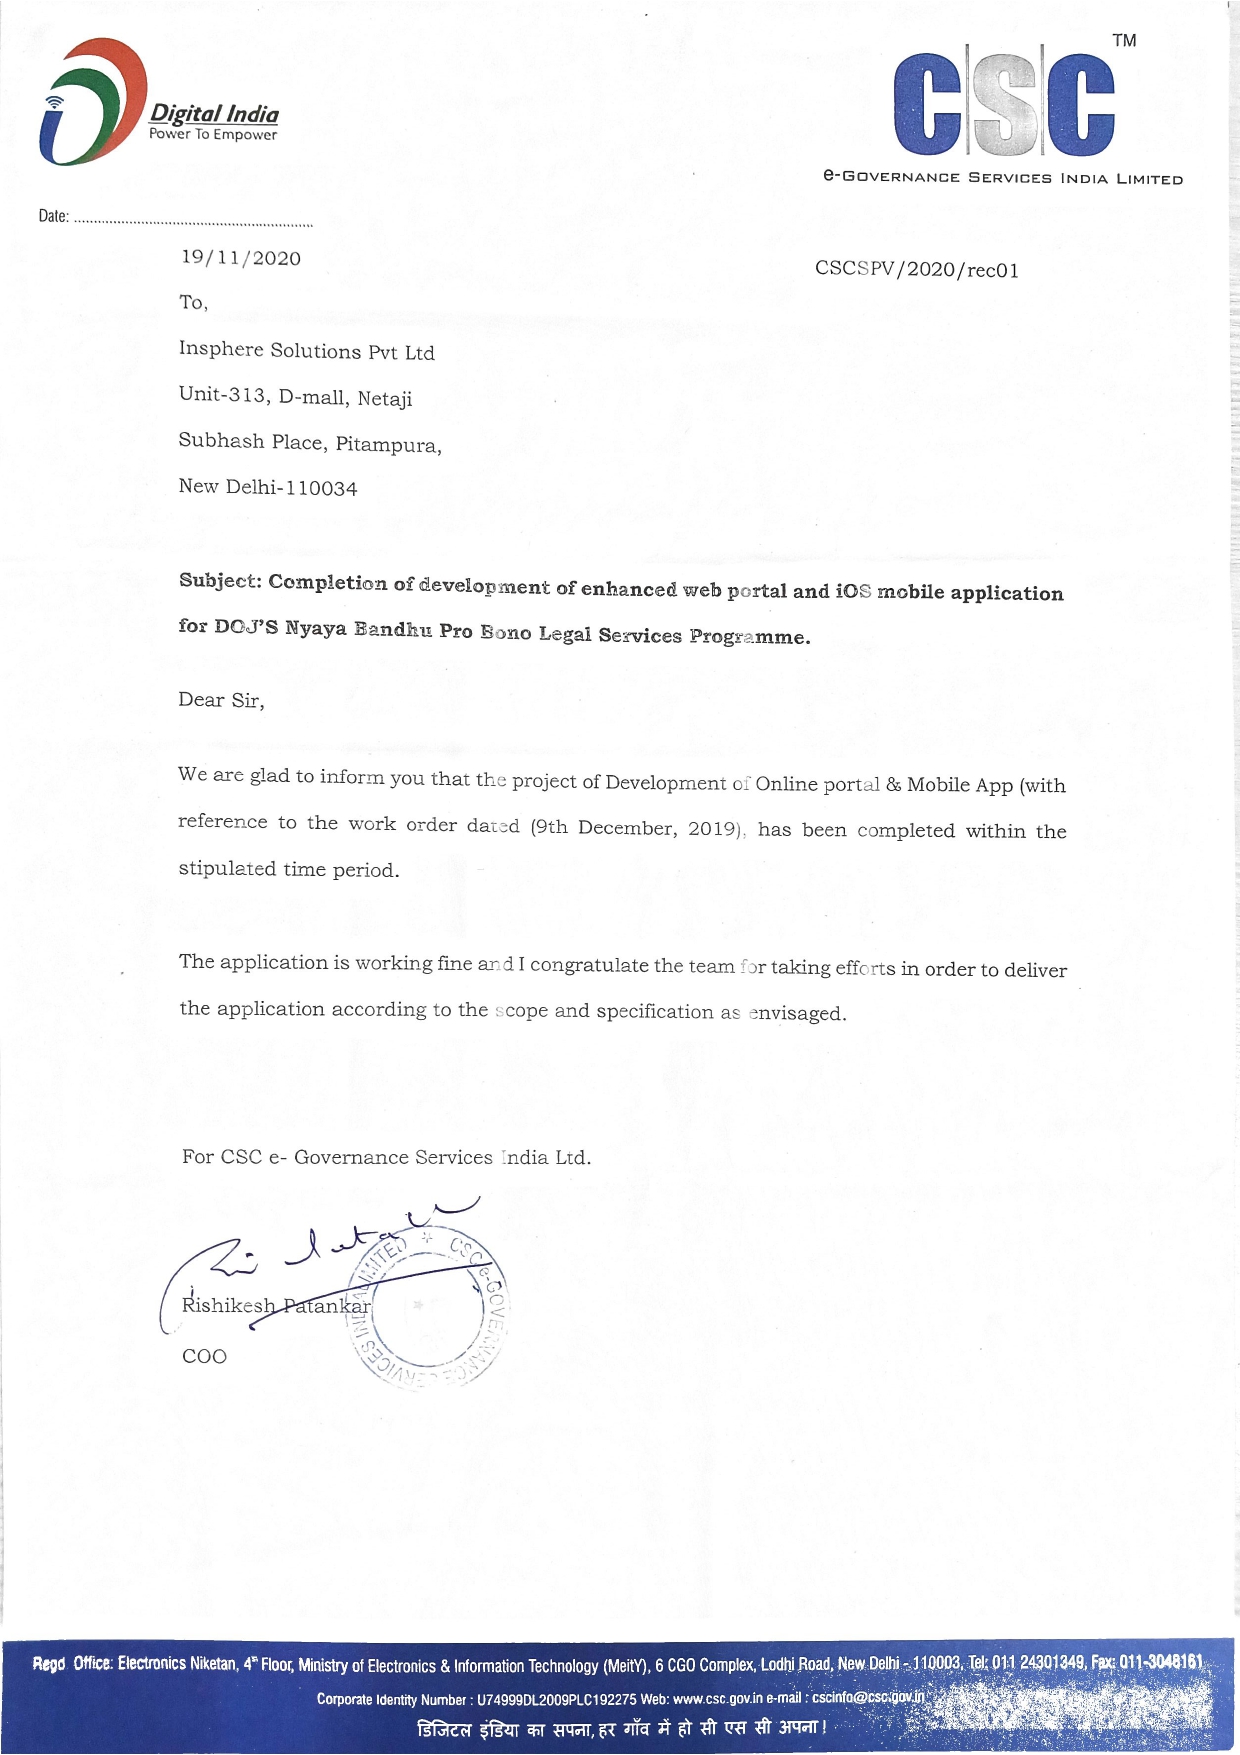 Digital India
Power To Empower
CSC TM
e-Governance Services India Limited
Date: ............................................................
19/11/2020
CSCSPV/2020/rec01
To,
Insphere Solutions Pvt Ltd
Unit-313, D-mall, Netaji
Subhash Place, Pitampura,
New Delhi-110034
Subject: Completion of development of enhanced web portal and iOS mobile application
for DOJ'S Nyaya Bandhu Pro Bono Legal Services Programme.
Dear Sir,
We are glad to inform you that the project of Development of Online portal & Mobile App (with
reference to the work order dated (9th December, 2019), has been completed within the
stipulated time period.
The application is working fine and I congratulate the team for taking efforts in order to deliver
the application according to the scope and specification as envisaged.
For CSC e- Governance Services India Ltd.
Rishikesh Patankar
COO
CSC e-GOVERNANCE SERVICES INDIA LIMITED
Regd. Office: Electronics Niketan, 4th Floor, Ministry of Electronics & Information Technology (MeitY), 6 CGO Complex, Lodhi Road, New Delhi - 110003, Tel: 011 24301349, Fax: 011-3048161
Corporate Identity Number : U74999DL2009PLC192275 Web: www.csc.gov.in e-mail : cscinfo@csc.gov.in
डिजिटल इंडिया का सपना, हर गाँव में हो सी एस सी अपना !